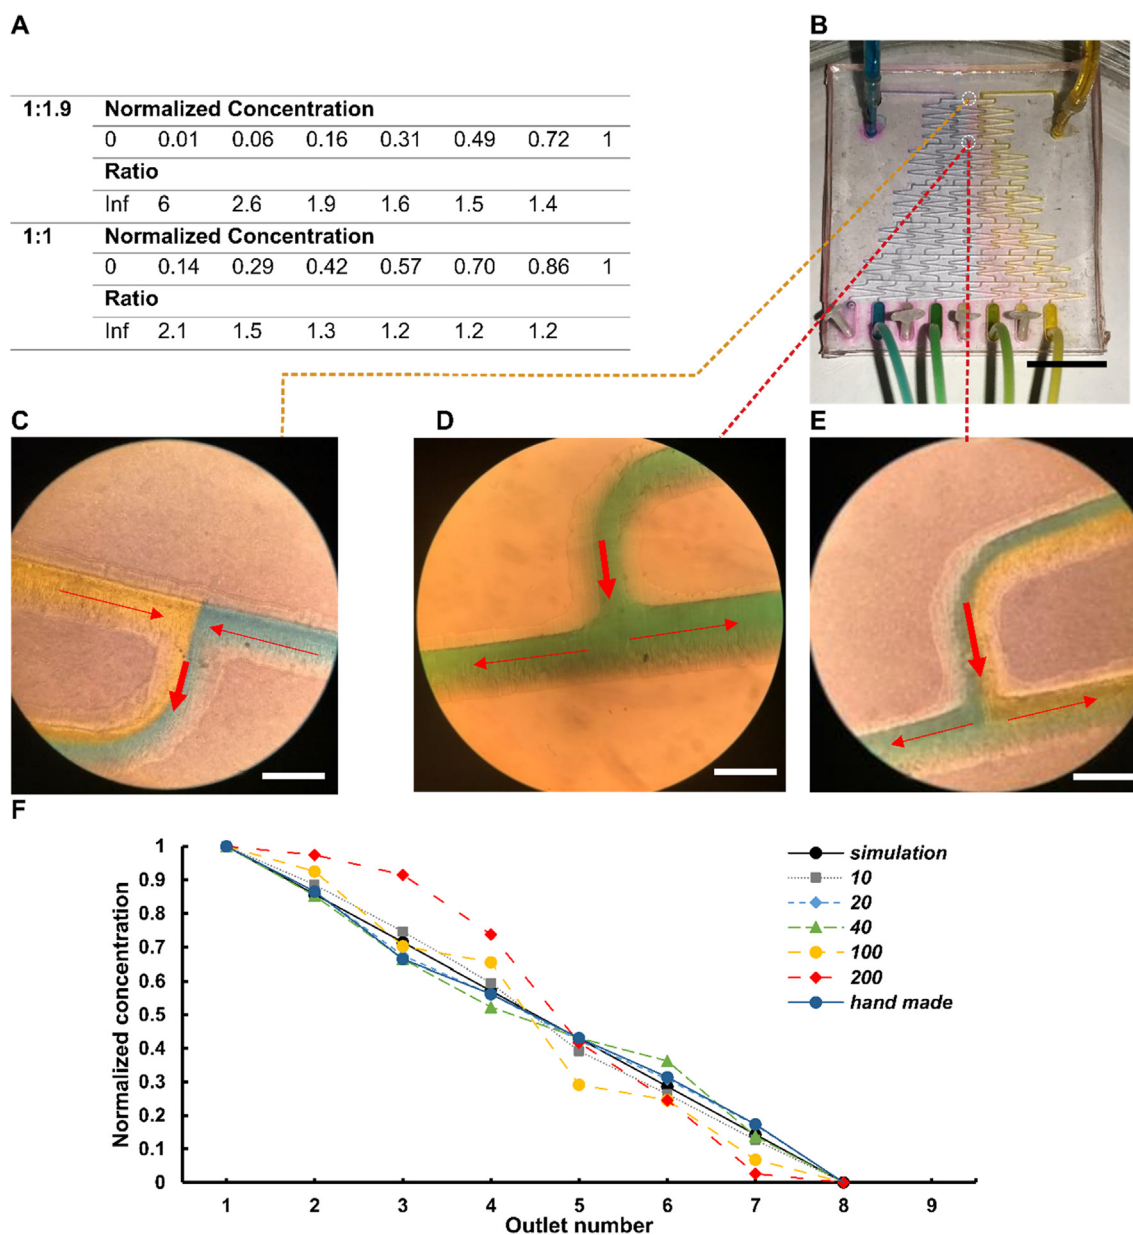 A
B
1:1.9 Normalized Concentration
0 0.01 0.06 0.16 0.31 0.49 0.72 1
Ratio
Inf 6 2.6 1.9 1.6 1.5 1.4
1:1 Normalized Concentration
0 0.14 0.29 0.42 0.57 0.70 0.86 1
Ratio
Inf 2.1 1.5 1.3 1.2 1.2 1.2
C
D
E
F
Normalized concentration
1
0.9
0.8
0.7
0.6
0.5
0.4
0.3
0.2
0.1
0
1 2 3 4 5 6 7 8 9
Outlet number
simulation
10
20
40
100
200
hand made